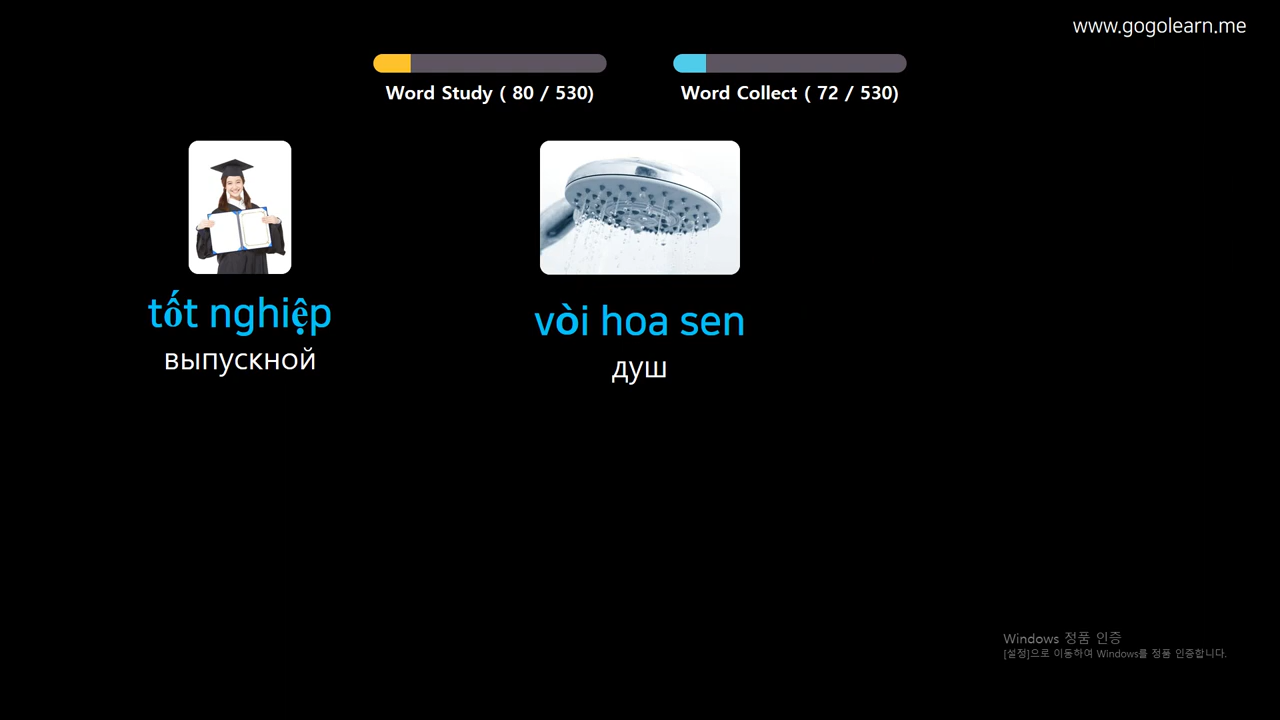 www.gogolearn.me
Word Study ( 80 / 530)
Word Collect ( 72 / 530)
tốt nghiệp
выпускной
vòi hoa sen
душ
Windows 정품 인증
[설정]으로 이동하여 Windows를 정품 인증합니다.